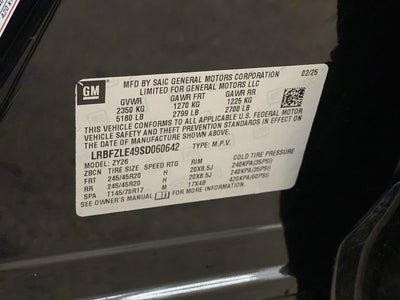 GM
MFD BY SAIC GENERAL MOTORS CORPORATION 02/25
LIMITED FOR GENERAL MOTORS LLC
GVWR GAWR FRT GAWR RR
2350 KG 1270 KG 1225 KG
5180 LB 2799 LB 2700 LB
THIS VEHICLE CONFORMS TO ALL APPLICABLE U.S. FEDERAL MOTOR
VEHICLE SAFETY AND THEFT PREVENTION STANDARDS IN EFFECT ON
THE DATE OF MANUFACTURE SHOWN ABOVE.
LRBFZLE49SD060642 TYPE: M.P.V.
MODEL: ZY26
2BCN TIRE SIZE SPEED RTG RIM COLD TIRE PRESSURE
FRT 245/45R20 H 20X8.5J 240KPA(35PSI)
RR 245/45R20 H 20X8.5J 240KPA(35PSI)
SPA T145/70R17 M 17X4B 420KPA(60PSI)
SEE OWNER'S MANUAL FOR MORE INFORMATION.